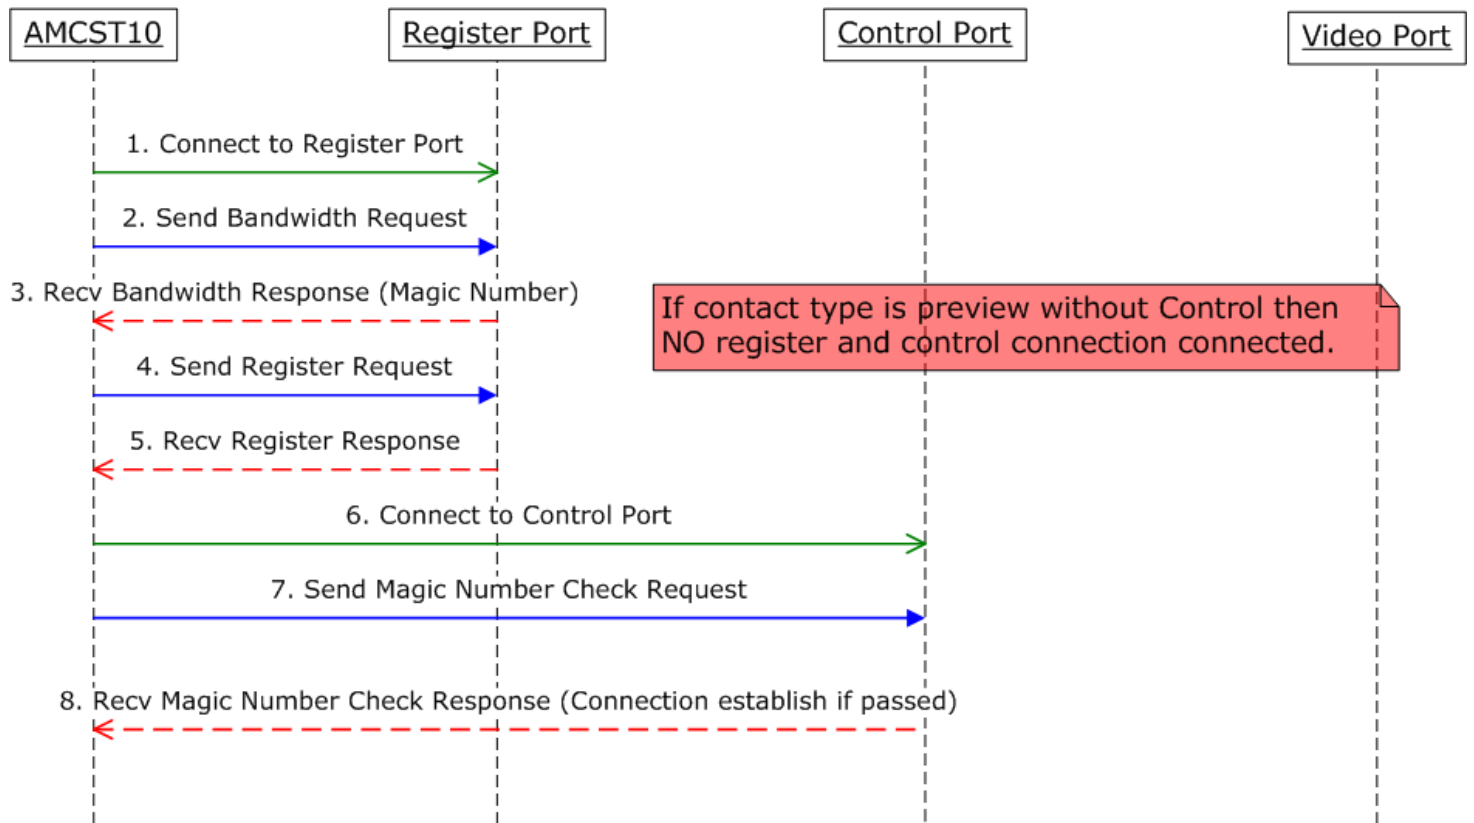 AMCST10
Register Port
Control Port
Video Port
1. Connect to Register Port
2. Send Bandwidth Request
3. Recv Bandwidth Response (Magic Number)
If contact type is preview without Control then
NO register and control connection connected.
4. Send Register Request
5. Recv Register Response
6. Connect to Control Port
7. Send Magic Number Check Request
8. Recv Magic Number Check Response (Connection establish if passed)